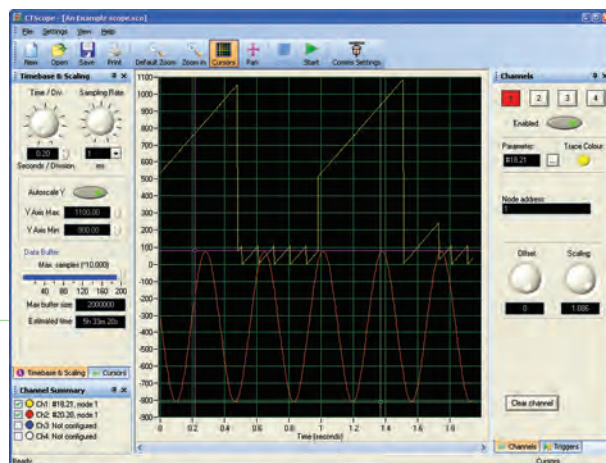 CTScope - [An Example scope.xcn]
File Settings View Help
New Open Save Print Default Zoom Zoom in Cursors Pan Start Comms Settings
Timebase & Scaling
Time / Div. Sampling Rate
0.20 1
Seconds / Division ms
Autoscale Y
Y Axis Max 1100.00
Y Axis Min 900.00
Data Buffer
Max. samples (*10,000)
40 80 120 160 200
Max buffer size 2000000
Estimated time 5h 33m 20s
Timebase & Scaling Cursors
Channel Summary
Ch1: #18.21, node 1
Ch2: #20.20, node 1
Ch3: Not configured
Ch4: Not configured
Ready
1100
1000
900
800
700
600
500
400
300
200
100
0
-100
-200
-300
-400
-500
-600
-700
-800
-900
0 0.2 0.4 0.6 0.8 1 1.2 1.4 1.6 1.8
Time (seconds)
Channels
1 2 3 4
Enabled
Parameter Trace Colour
#18.21 ...
Node address
1
Offset Scaling
0 1.086
Clear channel
Channels Triggers
Cursors